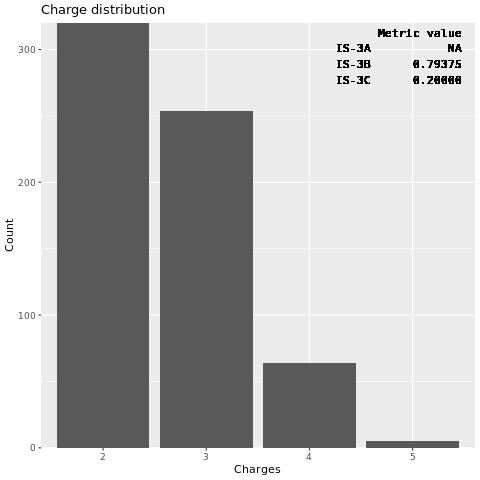 Charge distribution
Metric value
IS-3A NA
IS-3B 0.79375
IS-3C 0.20000
300
200
100
0
Count
2 3 4 5
Charges